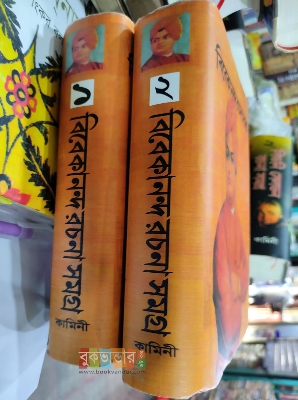 ১
বিবেকানন্দ রচনা সমগ্র
কামিনী
২
বিবেকানন্দ রচনা সমগ্র
কামিনী
কামিনী
বুকভান্ডার
www.bookvandar.com